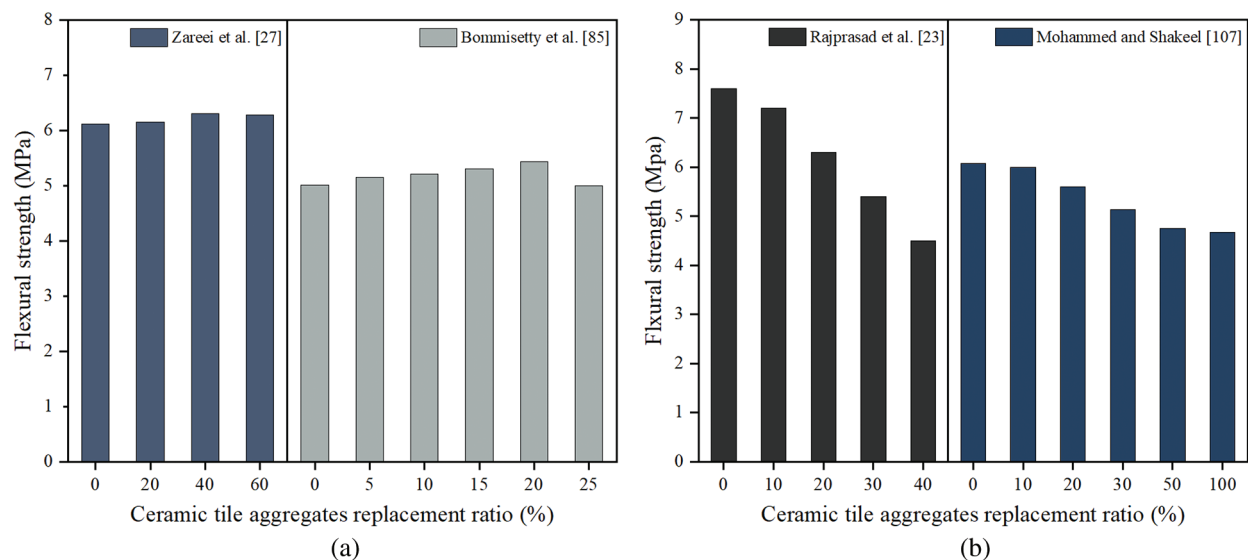 8
7
6
5
4
3
2
1
0
Flexural strength (MPa)
Zareei et al. [27]
Bommisetty et al. [85]
0 20 40 60 0 5 10 15 20 25
Ceramic tile aggregates replacement ratio (%)
(a)
9
8
7
6
5
4
3
2
1
0
Flxural strength (Mpa)
Rajprasad et al. [23]
Mohammed and Shakeel [107]
0 10 20 30 40 0 10 20 30 50 100
Ceramic tile aggregates replacement ratio (%)
(b)